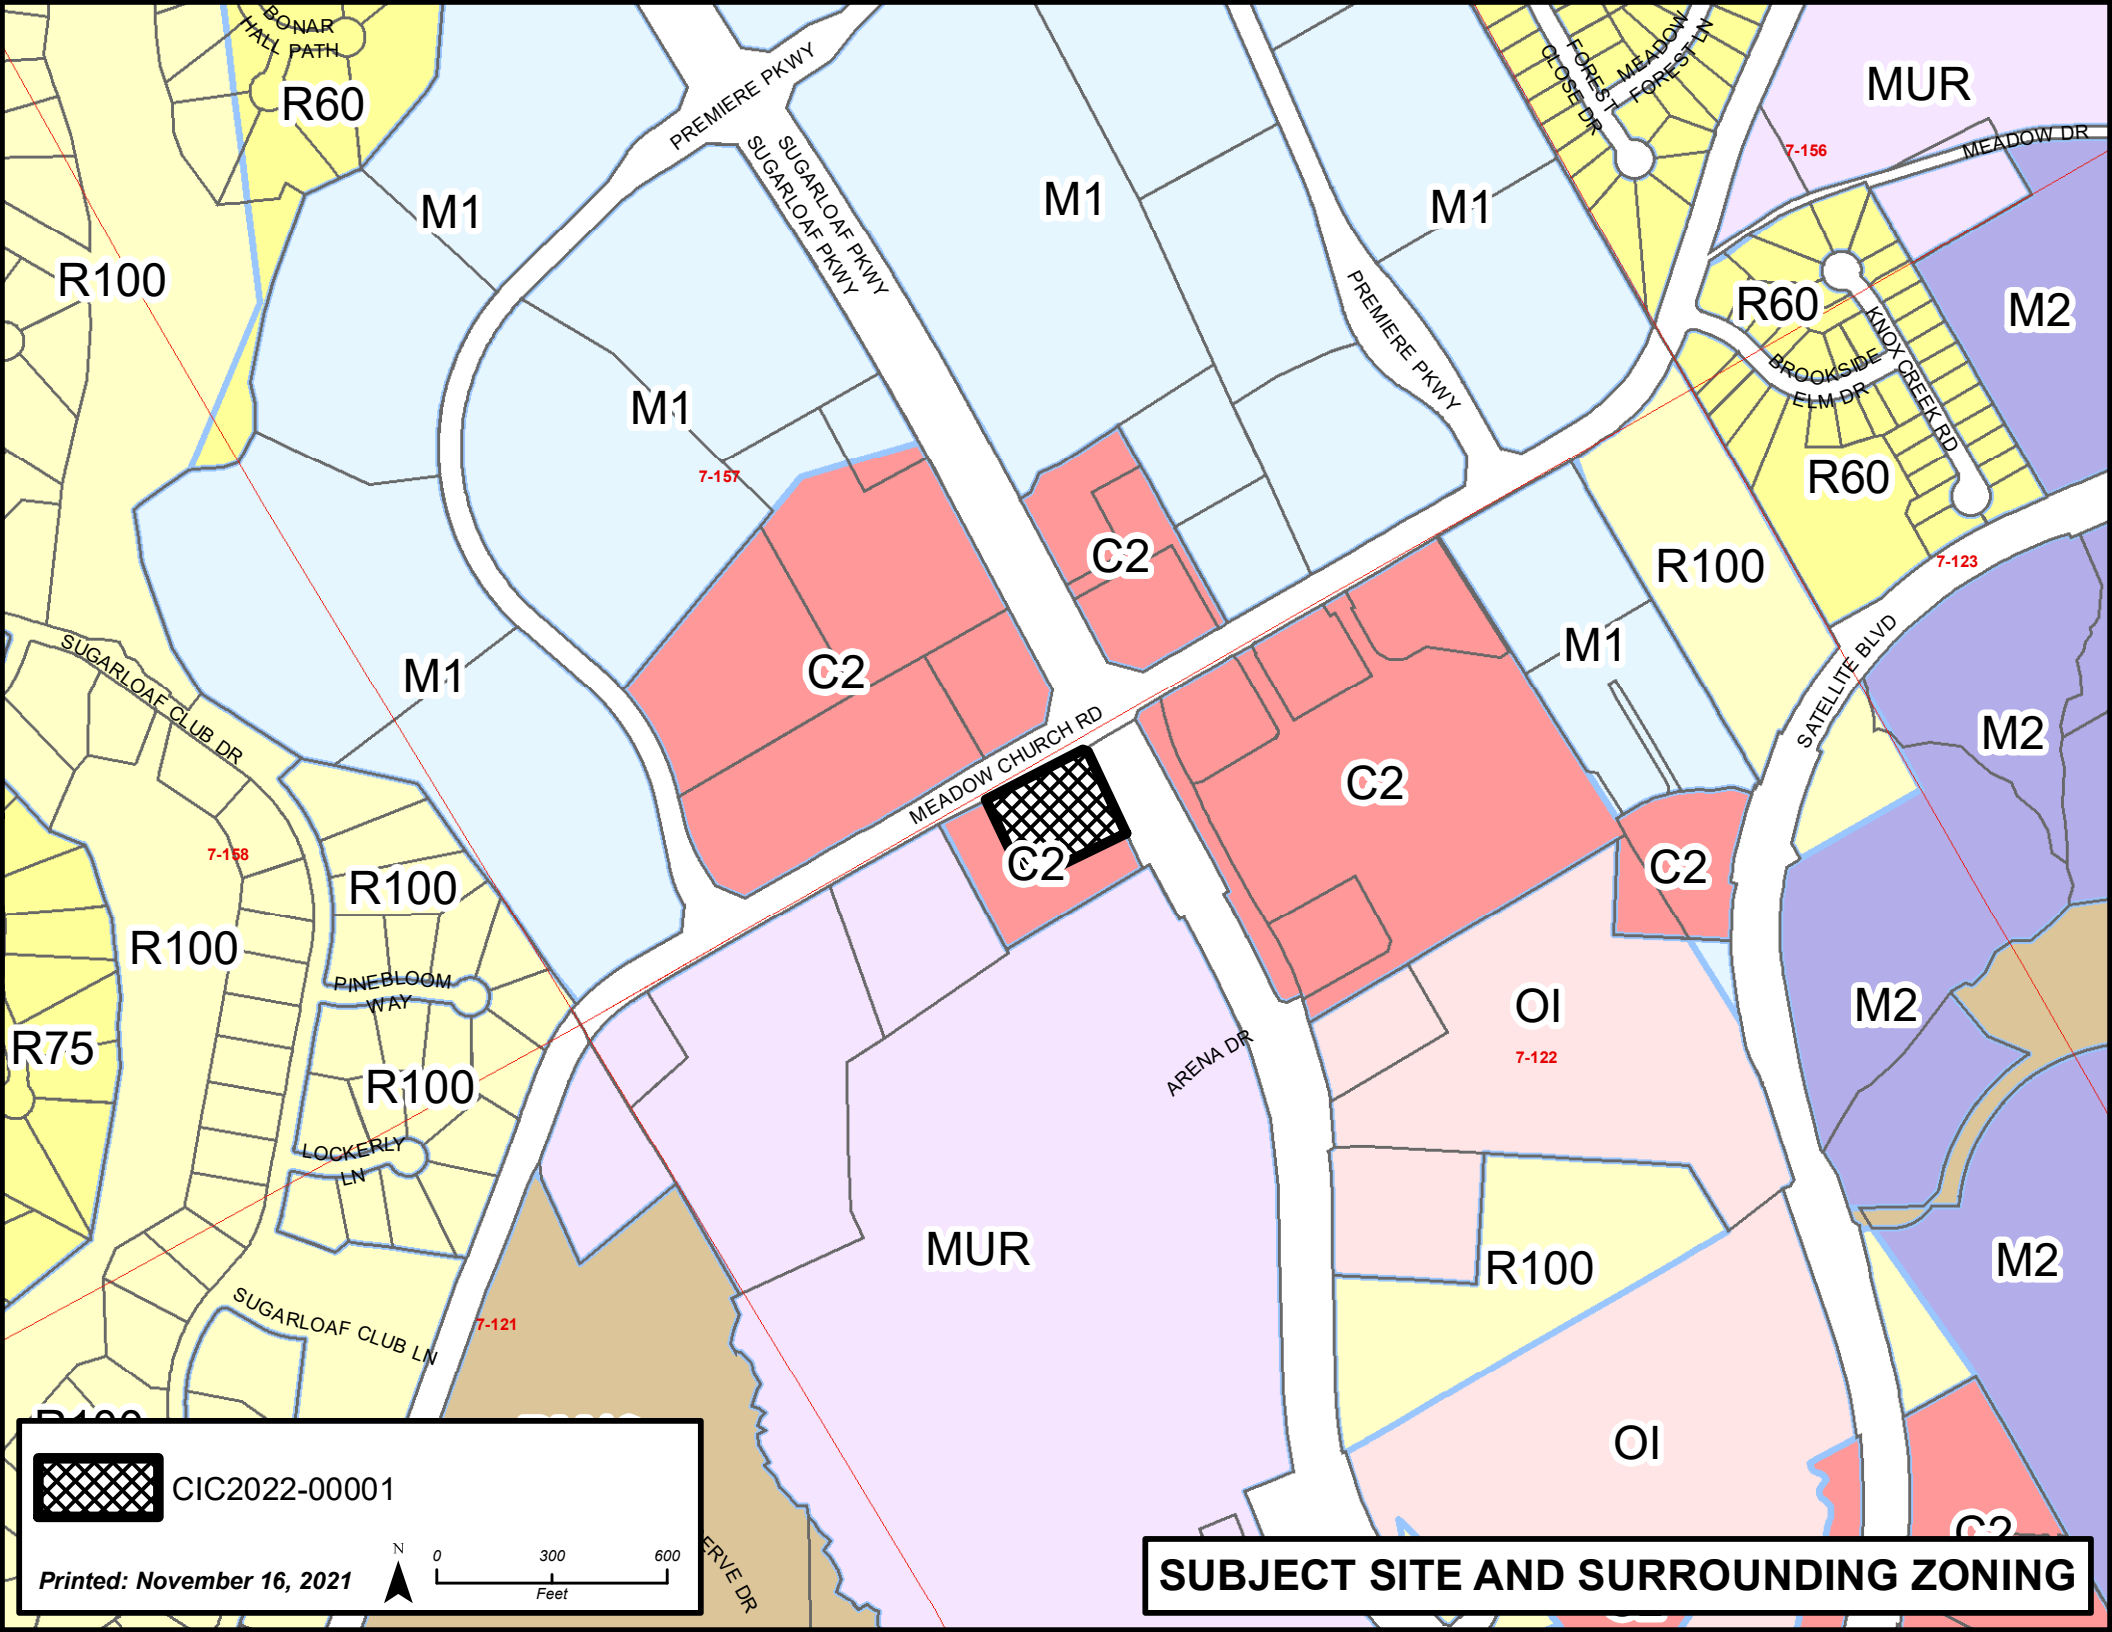 BONAR
HALL PATH
R60
PREMIERE PKWY
SUGARLOAF PKWY
SUGARLOAF PKWY
M1
M1
M1
FOREST
CLOSE DR
MEADOW
FOREST LN
MUR
7-156
MEADOW DR
R100
PREMIERE PKWY
R60
KNOX CREEK RD
BROOKSIDE
ELM DR
M2
M1
7-157
R60
C2
R100
7-123
SUGARLOAF CLUB DR
M1
C2
M1
SATELLITE BLVD
M2
MEADOW CHURCH RD
C2
7-158
R100
C2
C2
R100
PINEBLOOM
WAY
M2
OI
7-122
R75
R100
ARENA DR
LOCKERLY
LN
MUR
R100
M2
SUGARLOAF CLUB LN
7-121
R100
OI
C2
CIC2022-00001
ERVE DR
N
0 300 600
Feet
Printed: November 16, 2021
SUBJECT SITE AND SURROUNDING ZONING